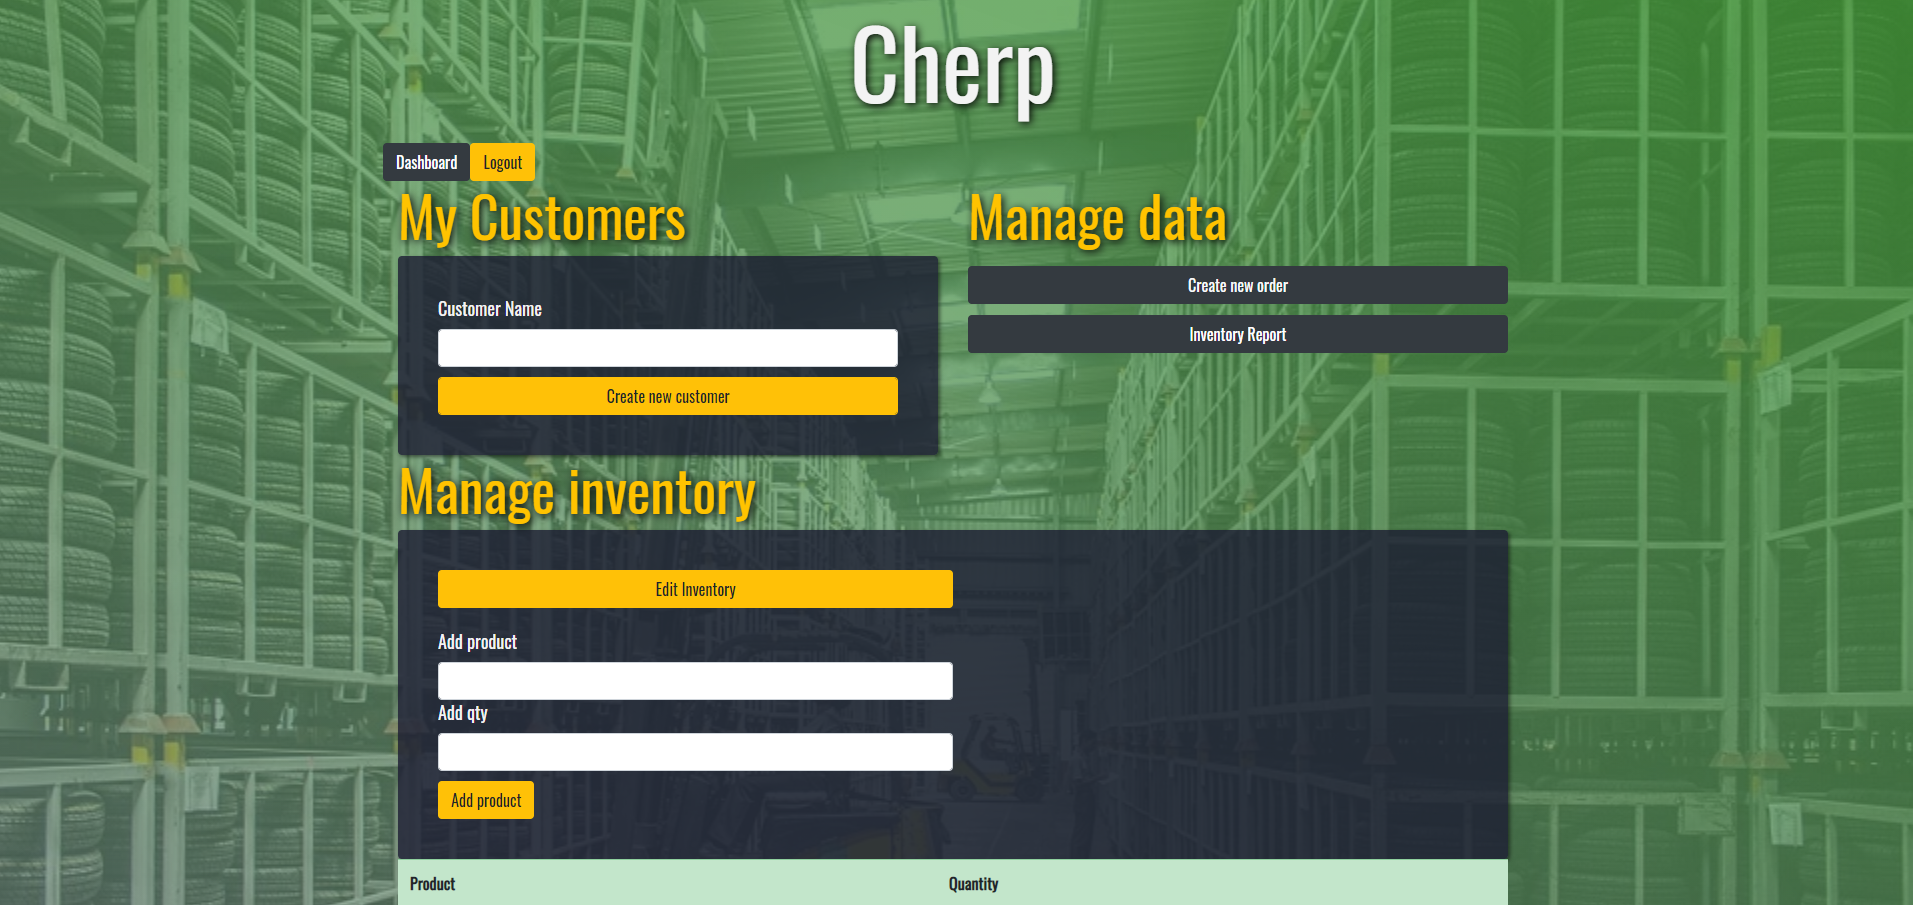 Cherp
Dashboard
Logout
My Customers
Customer Name
Create new customer
Manage data
Create new order
Inventory Report
Manage inventory
Edit Inventory
Add product
Add qty
Add product
Product Quantity